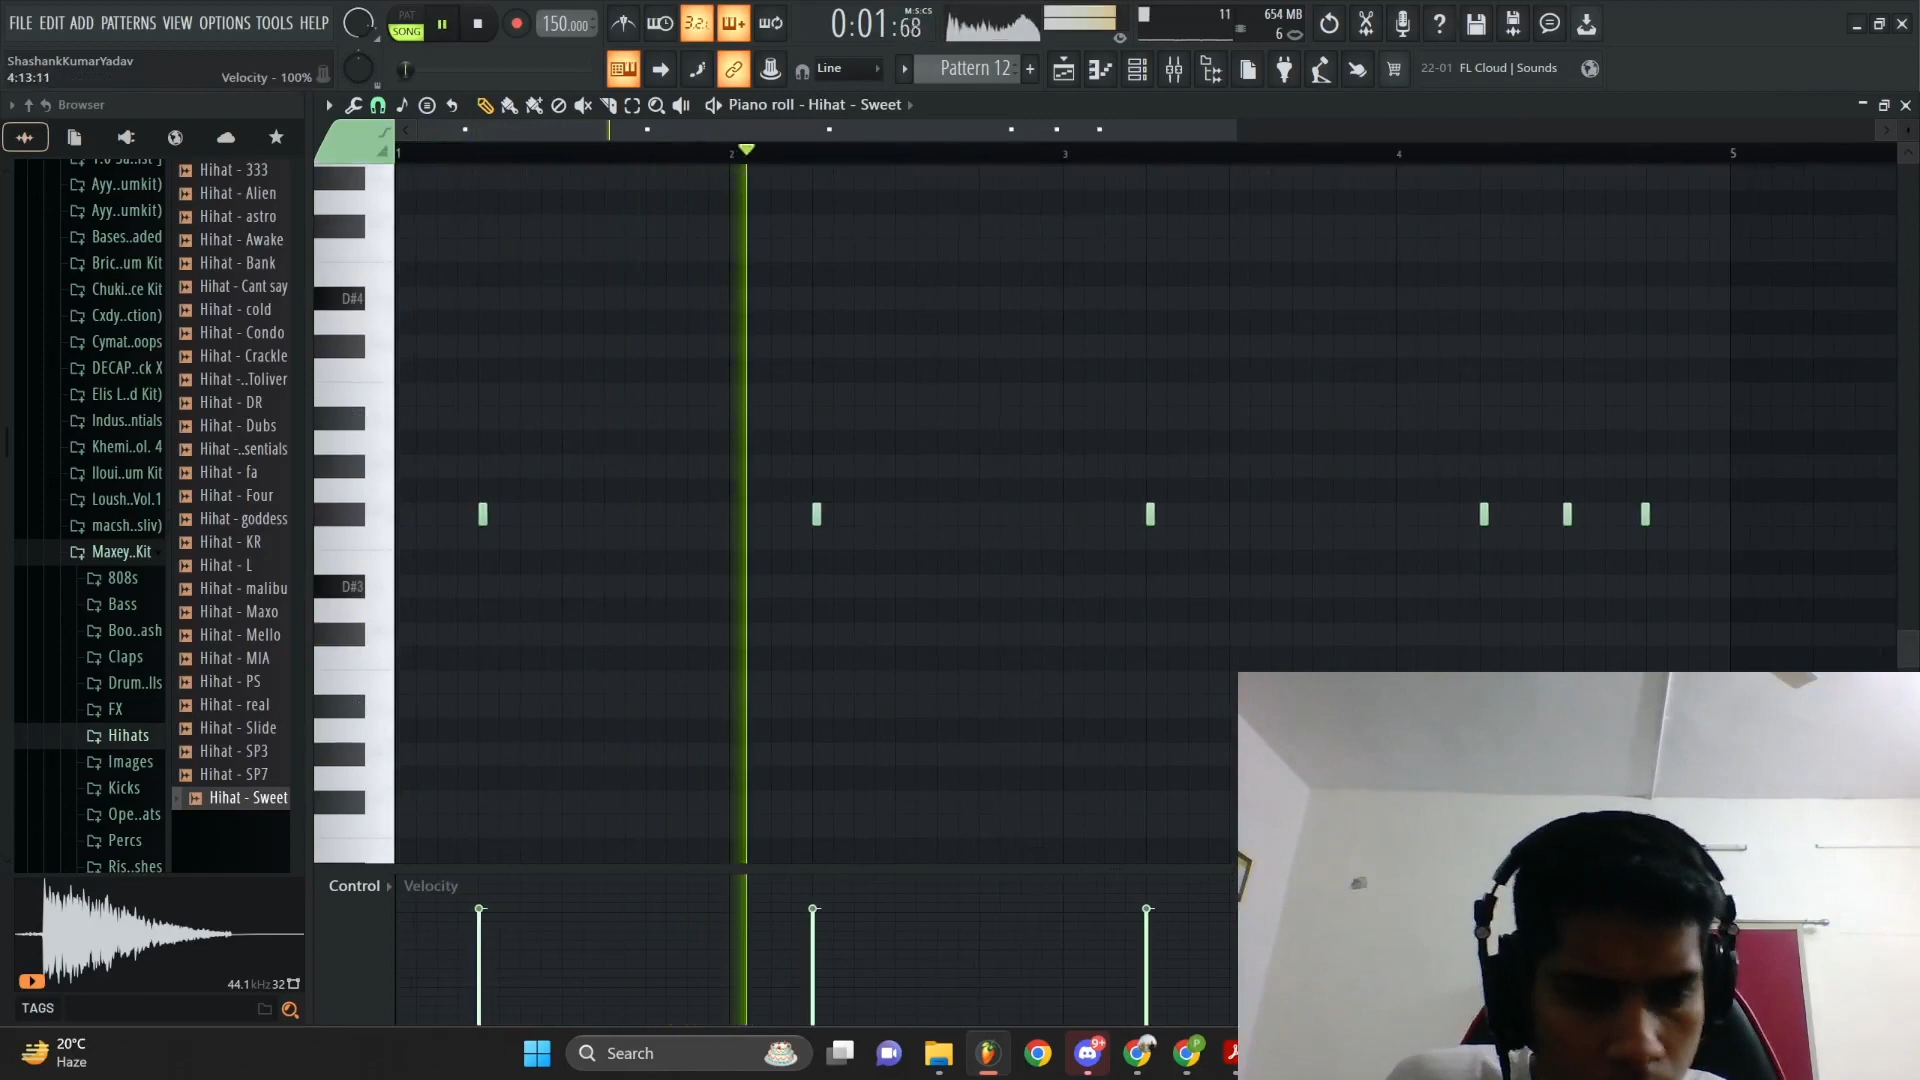 FILE EDIT ADD PATTERNS VIEW OPTIONS TOOLS HELP
PAT
SONG
150.000
3.2.
0:01:68
M:S:CS
11
654 MB
6
ShashankKumarYadav
4:13:11
Velocity - 100%
Line
Pattern 12
22-01 FL Cloud | Sounds
Browser
Piano roll - Hihat - Sweet
1
2
3
4
5
Ayy..umkit)
Ayy..umkit)
Bases..aded
Bric..um Kit
Chuki..ce Kit
Cxdy..ction)
Cymat..oops
DECAP..ck X
Elis L..d Kit)
Indus..ntials
Khemi..ol. 4
Iloui..um Kit
Loush..Vol.1
macsh..sliv)
Maxey..Kit
808s
Bass
Boo..ash
Claps
Drum..lls
FX
Hihats
Images
Kicks
Ope..ats
Percs
Ris..shes
Hihat - 333
Hihat - Alien
Hihat - astro
Hihat - Awake
Hihat - Bank
Hihat - Cant say
Hihat - cold
Hihat - Condo
Hihat - Crackle
Hihat -..Toliver
Hihat - DR
Hihat - Dubs
Hihat -..sentials
Hihat - fa
Hihat - Four
Hihat - goddess
Hihat - KR
Hihat - L
Hihat - malibu
Hihat - Maxo
Hihat - Mello
Hihat - MIA
Hihat - PS
Hihat - real
Hihat - Slide
Hihat - SP3
Hihat - SP7
Hihat - Sweet
D#4
D#3
Control
Velocity
44.1kHz 32
TAGS
20°C
Haze
Search
9+
P